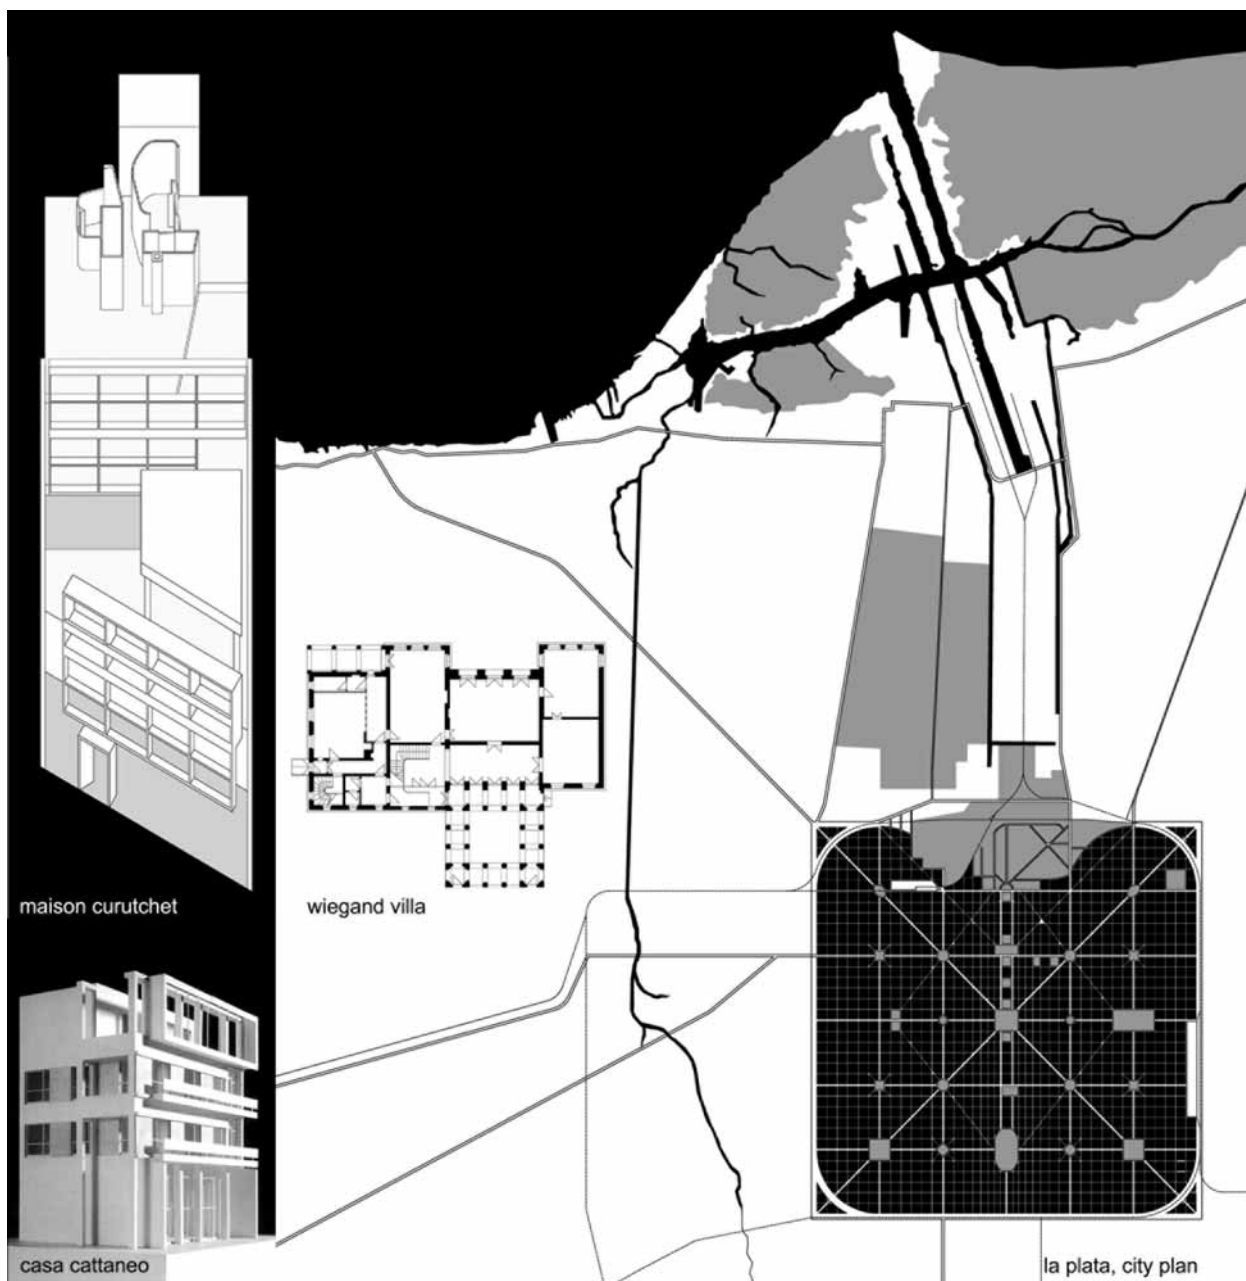 maison curutchet
wiegand villa
casa cattaneo
la plata, city plan